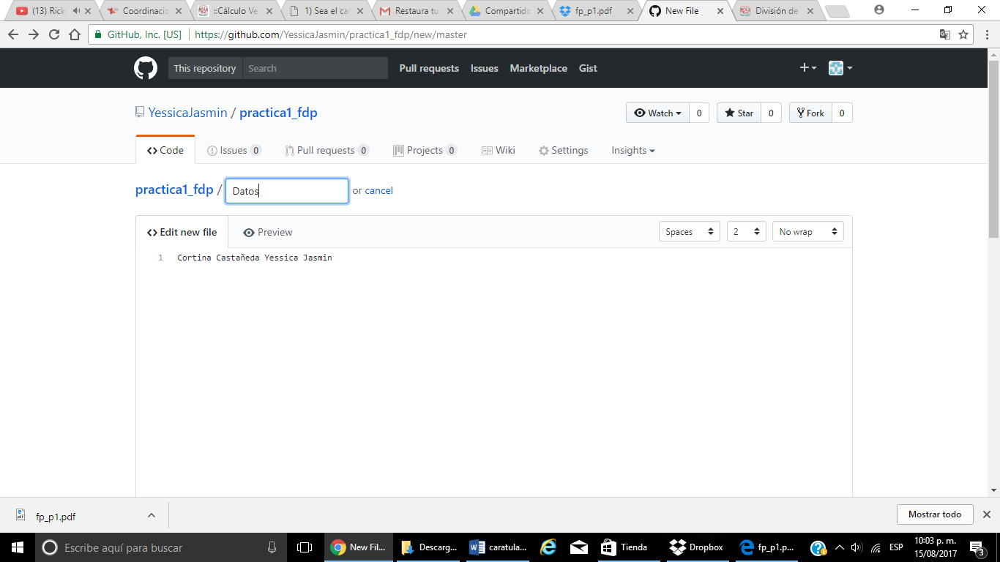 (13) Rick
Coordinacio
::Cálculo Ve
1) Sea el ca
Restaura tu
Compartido
fp_p1.pdf
New File
División de
GitHub, Inc. [US] https://github.com/YessicaJasmin/practica1_fdp/new/master
This repository Search Pull requests Issues Marketplace Gist
YessicaJasmin / practica1_fdp
Watch 0 Star 0 Fork 0
Code Issues 0 Pull requests 0 Projects 0 Wiki Settings Insights
practica1_fdp / Datos or cancel
Edit new file Preview Spaces 2 No wrap
1 Cortina Castañeda Yessica Jasmin
fp_p1.pdf Mostrar todo
Escribe aquí para buscar
New Fil...
Descarg...
caratula...
Tienda
Dropbox
fp_p1.p...
ESP
10:03 p. m.
15/08/2017
3